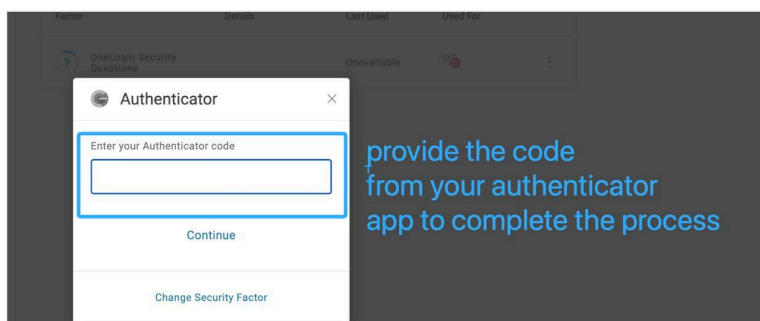 Factor Details Last Used Used For
OneLogin Security
Questions
Unavailable
Authenticator
Enter your Authenticator code
Continue
Change Security Factor
provide the code
from your authenticator
app to complete the process